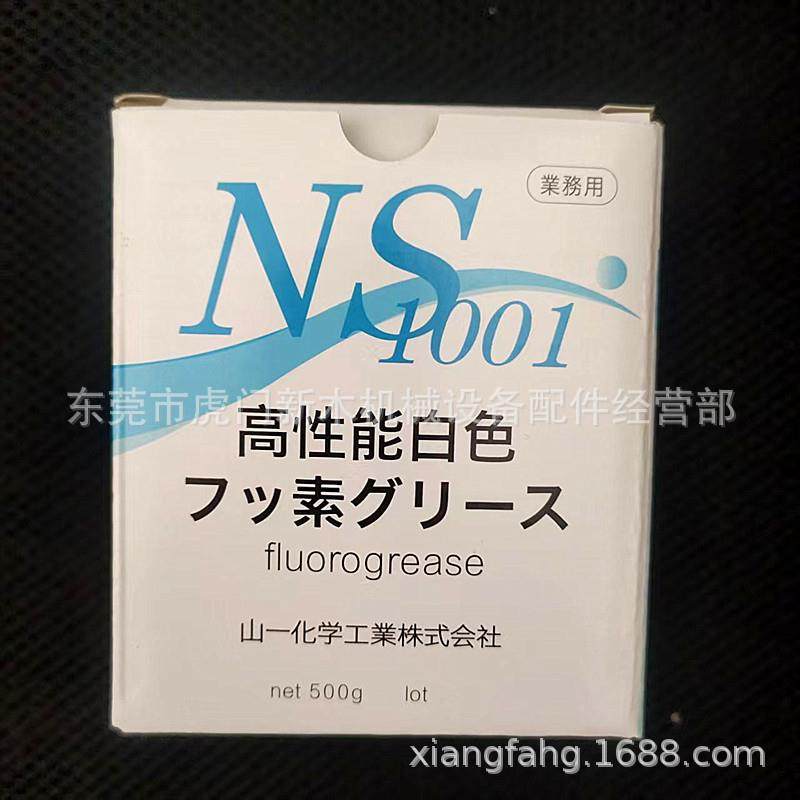 業務用
NS
1001
东莞市虎门新木机械设备配件经营部
高性能白色
フッ素グリース
fluorogrease
山一化学工業株式会社
net 500g lot
xiangfahg.1688.com